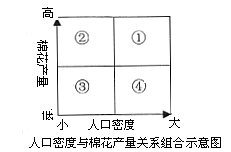 高
② ①
棉花产量
③ ④
低
小 人口密度 大
人口密度与棉花产量关系组合示意图